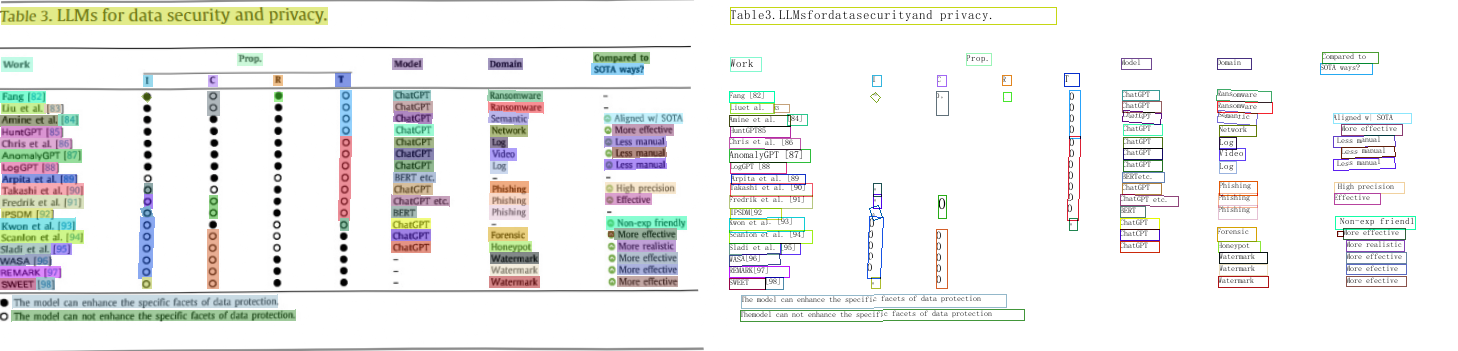 Table 3. LLMs for data security and privacy.
Work Prop. Model Domain Compared to SOTA ways?
I C R T
Fang [82] ChatGPT Ransomware –
Liu et al. [83] ChatGPT Ransomware –
Amine et al. [84] ChatGPT Semantic Aligned w/ SOTA
HuntGPT [85] ChatGPT Network More effective
Chris et al. [86] ChatGPT Log Less manual
AnomalyGPT [87] ChatGPT Video Less manual
LogGPT [88] ChatGPT Log Less manual
Arpita et al. [89] BERT etc. – –
Takashi et al. [90] ChatGPT Phishing High precision
Fredrik et al. [91] ChatGPT etc. Phishing Effective
IPSDM [92] BERT Phishing –
Kwon et al. [93] ChatGPT – Non-exp friendly
Scanlon et al. [94] ChatGPT Forensic More effective
Sladi et al. [95] ChatGPT Honeypot More realistic
WASA [96] – Watermark More effective
REMARK [97] – Watermark More effective
SWEET [98] – Watermark More effective
● The model can enhance the specific facets of data protection.
○ The model can not enhance the specific facets of data protection.
Table3.LLMsfordatasecurityand privacy.
Work Prop. Model Domain Compared to
SOTA ways?
Fang [82] ChatGPT Ransomware
Liuet al. ChatGPT Ransomware
Amine et al. [84] ChatGPT Semantic Aligned w/ SOTA
HuntGPT85 ChatGPT Network More effective
Chris et al. [86 ChatGPT Log Less manual
AnomalyGPT [87] ChatGPT Video Less manual
LogGPT [88 ChatGPT Log Less manual
Arpita et al. [89 BERTetc.
Takashi et al. [90] ChatGPT Phishing High precision
Fredrik et al. [91] ChatGPT etc. Phishing Effective
IPSDM[92 BERT Phishing
Kwon et al. [93] ChatGPT Non-exp friendl
Scanlon et al. [94] ChatGPT Forensic More effective
Sladi et al. [95] ChatGPT Honeypot More realistic
WASA[96] Watermark More effective
REMARK[97] Watermark More effective
SWEET [98] Watermark More effective
The model can enhance the specific facets of data protection
Themodel can not enhance the specific facets of data protection